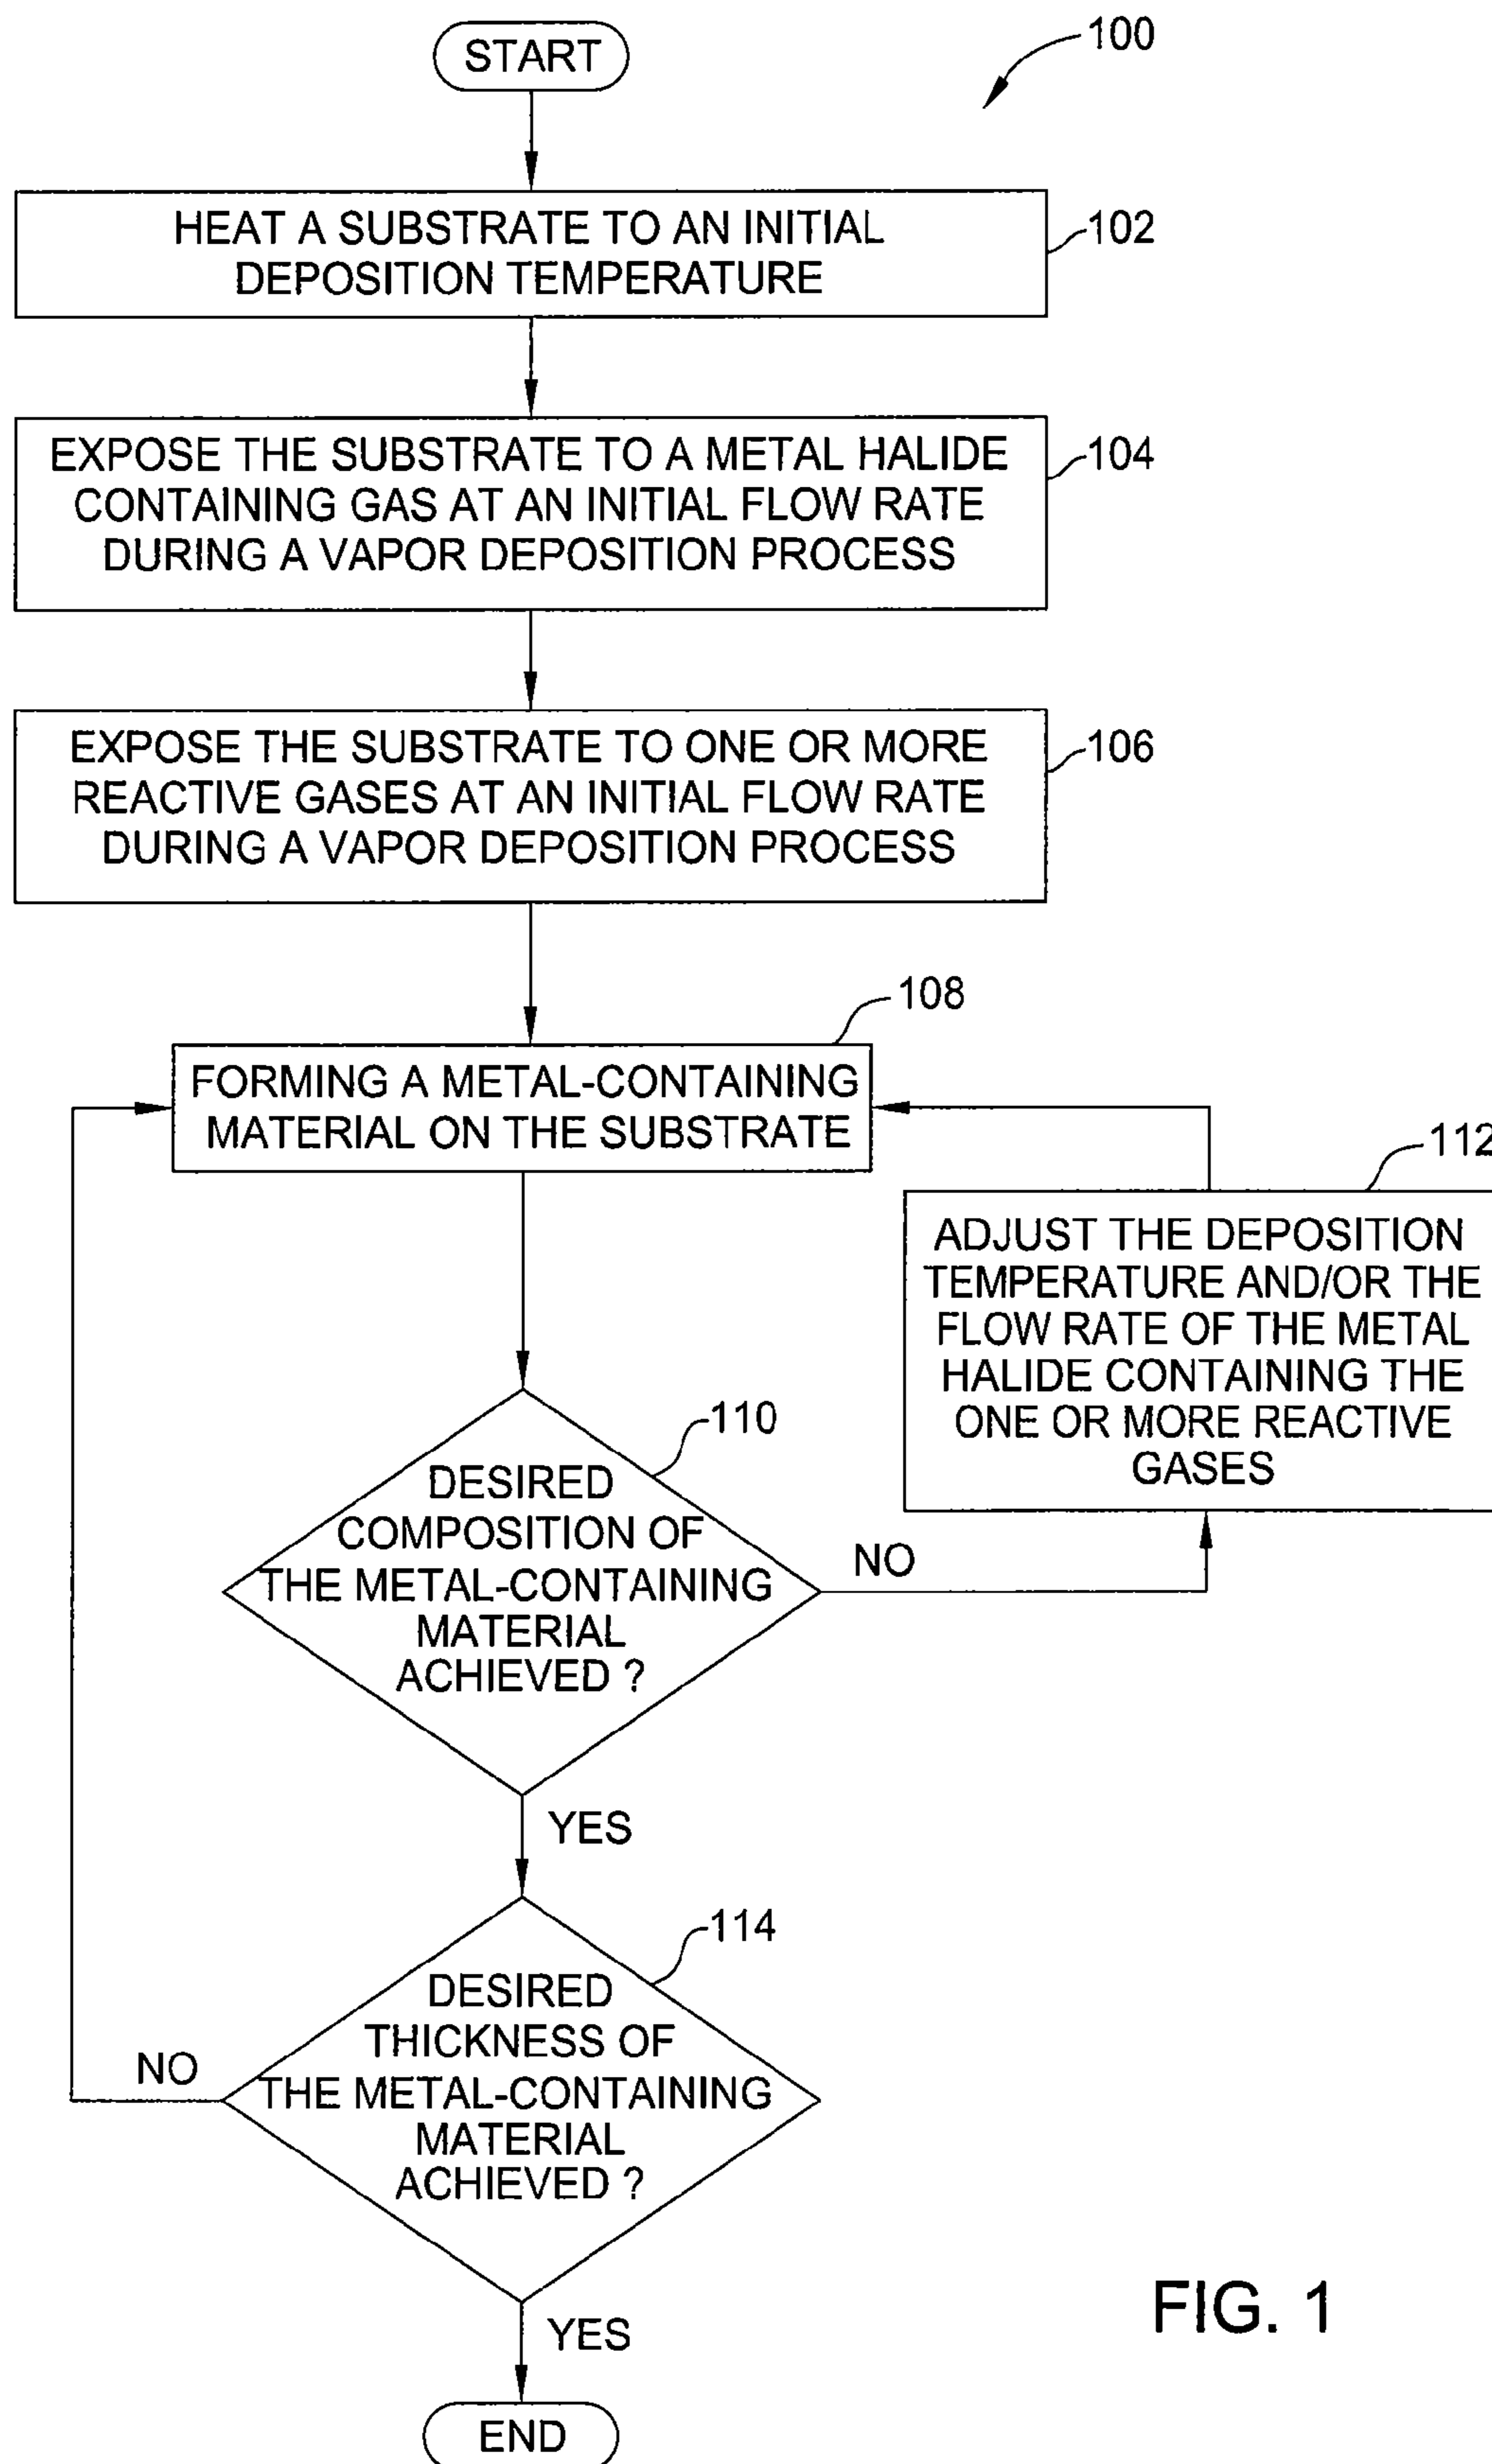 START
100
HEAT A SUBSTRATE TO AN INITIAL
DEPOSITION TEMPERATURE
102
EXPOSE THE SUBSTRATE TO A METAL HALIDE
CONTAINING GAS AT AN INITIAL FLOW RATE
DURING A VAPOR DEPOSITION PROCESS
104
EXPOSE THE SUBSTRATE TO ONE OR MORE
REACTIVE GASES AT AN INITIAL FLOW RATE
DURING A VAPOR DEPOSITION PROCESS
106
108
FORMING A METAL-CONTAINING
MATERIAL ON THE SUBSTRATE
112
ADJUST THE DEPOSITION
TEMPERATURE AND/OR THE
FLOW RATE OF THE METAL
HALIDE CONTAINING THE
ONE OR MORE REACTIVE
GASES
110
DESIRED
COMPOSITION OF
THE METAL-CONTAINING
MATERIAL
ACHIEVED ?
NO
YES
114
DESIRED
THICKNESS OF
THE METAL-CONTAINING
MATERIAL
ACHIEVED ?
NO
YES
END
FIG. 1